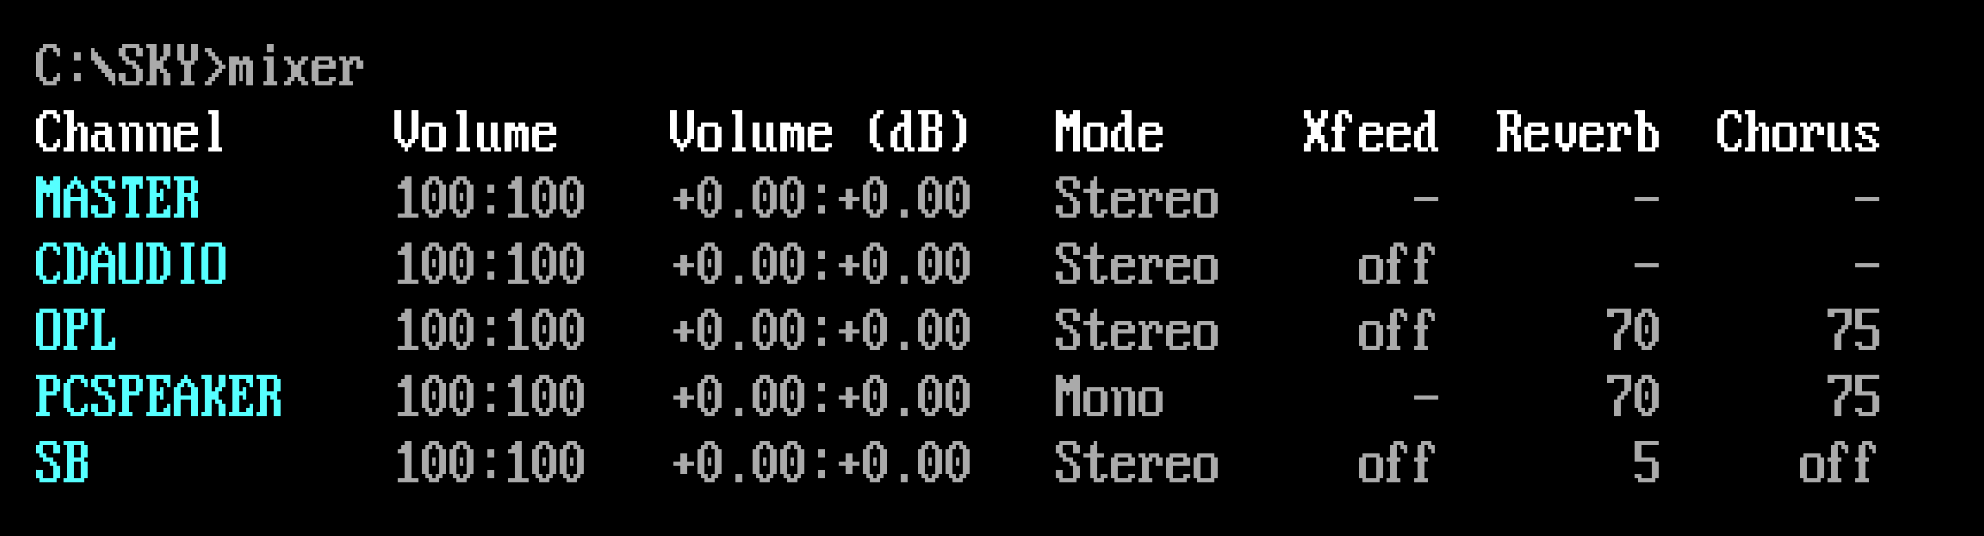 C:\SKY>mixer
Channel Volume Volume (dB) Mode Xfeed Reverb Chorus
MASTER 100:100 +0.00:+0.00 Stereo - - -
CDAUDIO 100:100 +0.00:+0.00 Stereo off - -
OPL 100:100 +0.00:+0.00 Stereo off 70 75
PCSPEAKER 100:100 +0.00:+0.00 Mono - 70 75
SB 100:100 +0.00:+0.00 Stereo off 5 off